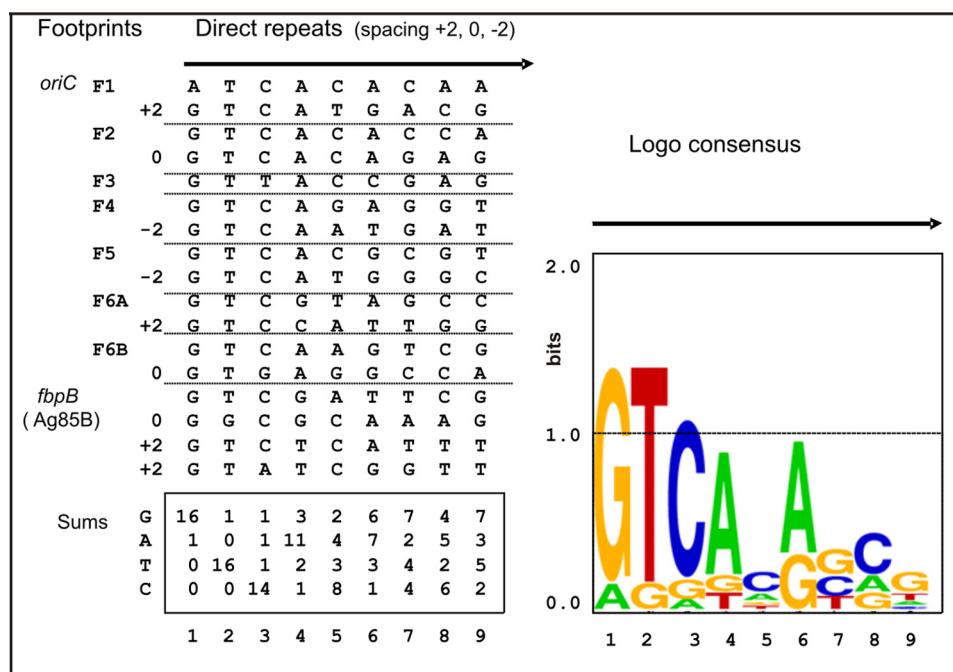 Footprints Direct repeats (spacing +2, 0, -2)
oriC F1 A T C A C A C A A
+2 G T C A T G A C G
F2 G T C A C A C C A
0 G T C A C A G A G
F3 G T T A C C G A G
F4 G T C A G A G G T
-2 G T C A A T G A T
F5 G T C A C G C G T
-2 G T C A T G G G C
F6A G T C G T A G C C
+2 G T C C A T T G G
F6B G T C A A G T C G
0 G T G A G G C C A
fbpB G T C G A T T C G
(Ag85B) 0 G G C G C A A A G
+2 G T C T C A T T T
+2 G T A T C G G T T
Sums G 16 1 1 3 2 6 7 4 7
A 1 0 1 11 4 7 2 5 3
T 0 16 1 2 3 3 4 2 5
C 0 0 14 1 8 1 4 6 2
1 2 3 4 5 6 7 8 9
Logo consensus
2.0
bits
1.0
0.0
G T C A C A G C G
A G G G A G C A T
A T T G
1 2 3 4 5 6 7 8 9